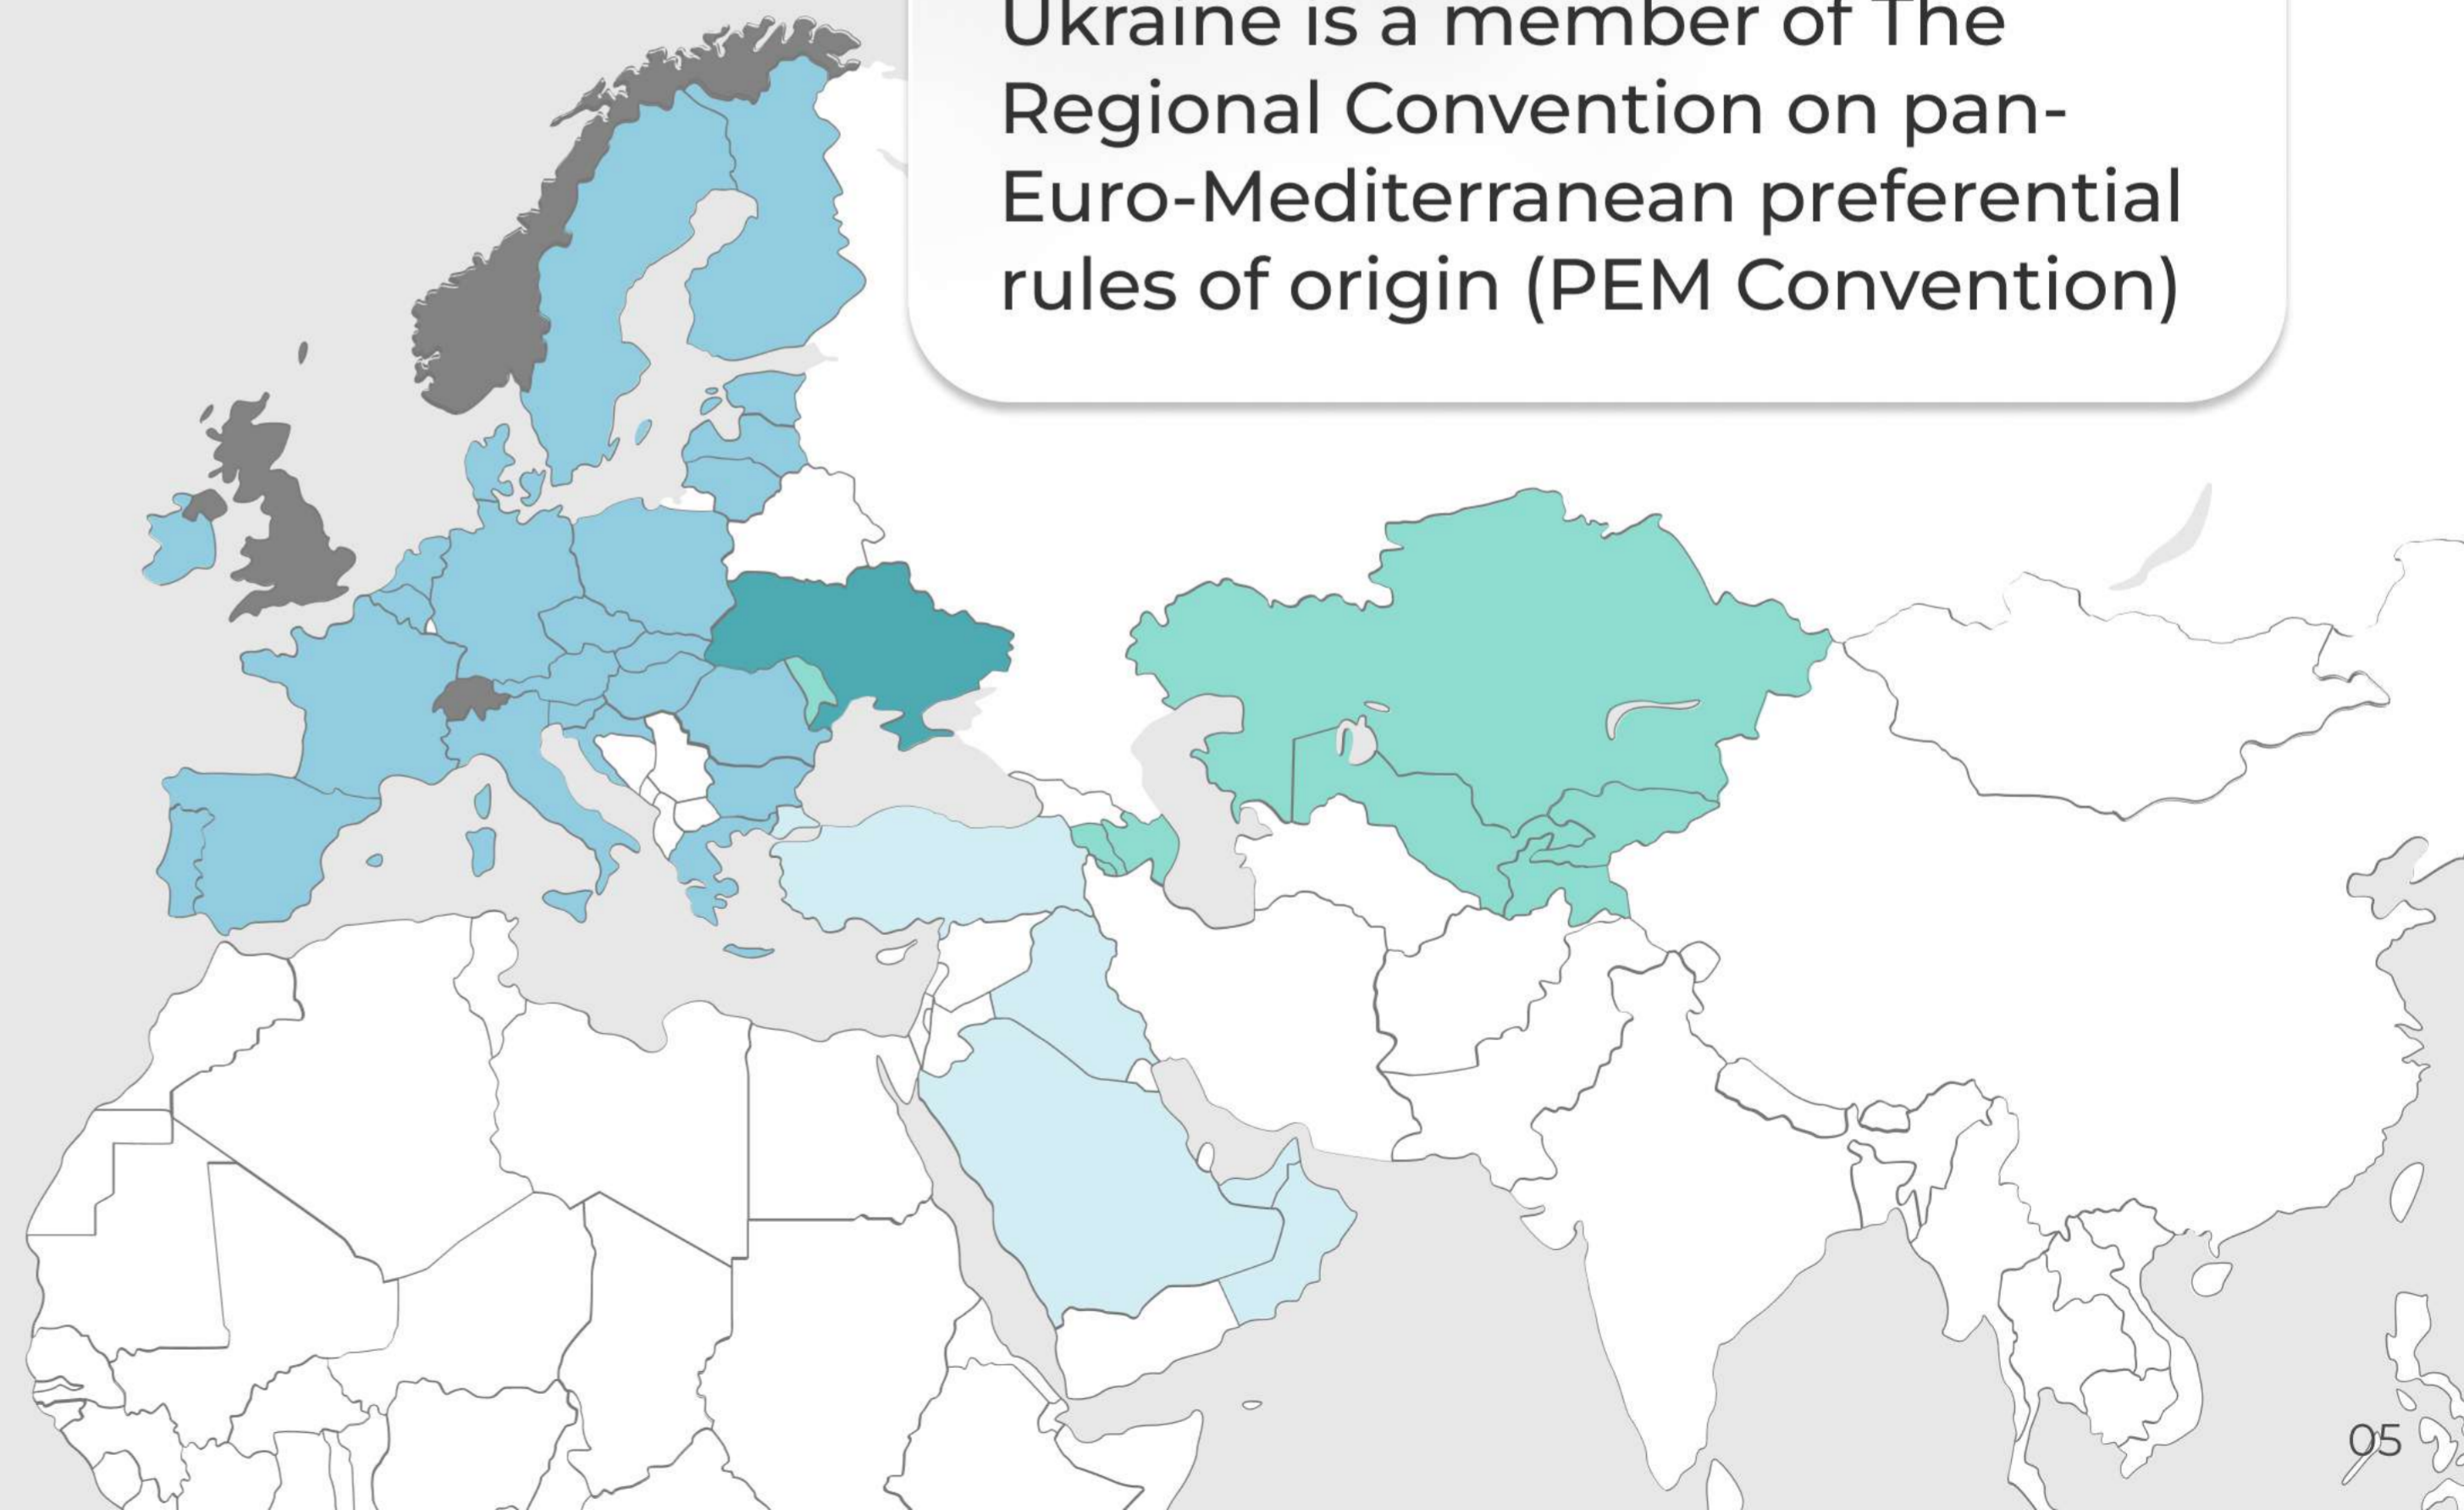 Ukraine is a member of The
Regional Convention on pan-
Euro-Mediterranean preferential
rules of origin (PEM Convention)
05